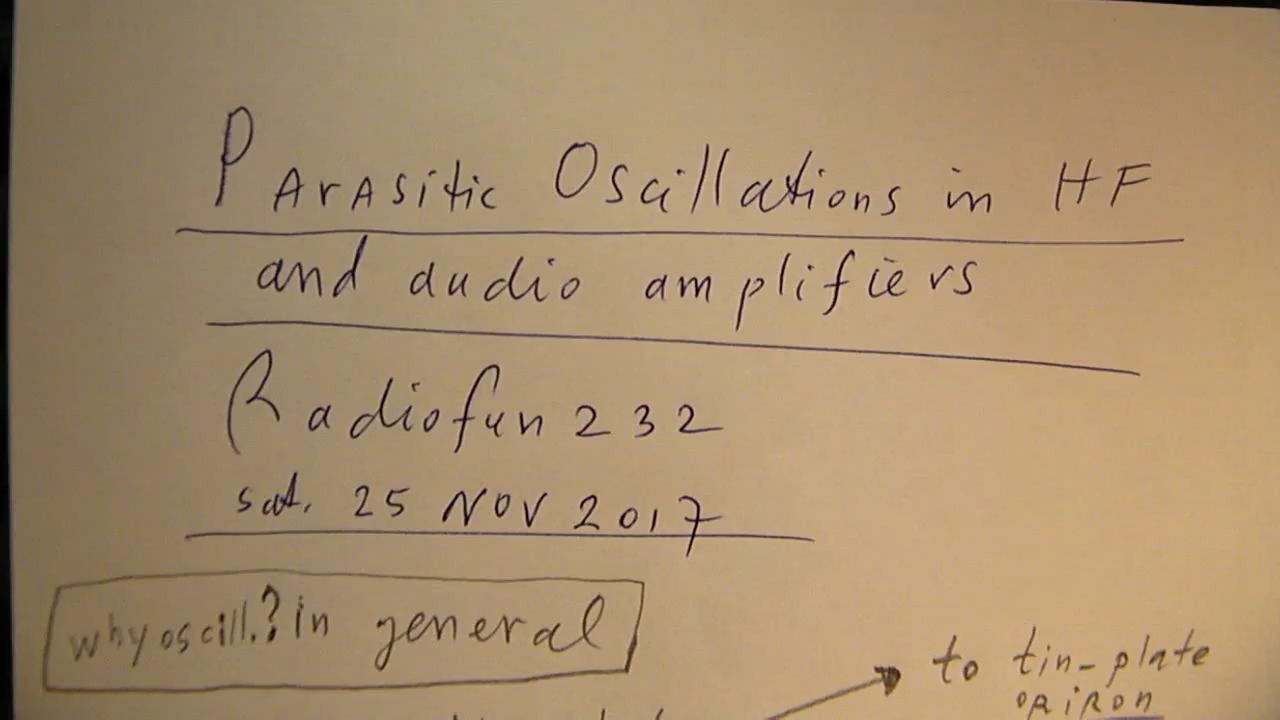 Parasitic Oscillations in HF
and audio amplifiers
Radiofun 232
sat. 25 NOV 2017
why oscill.? in general
to tin-plate
OR iRON